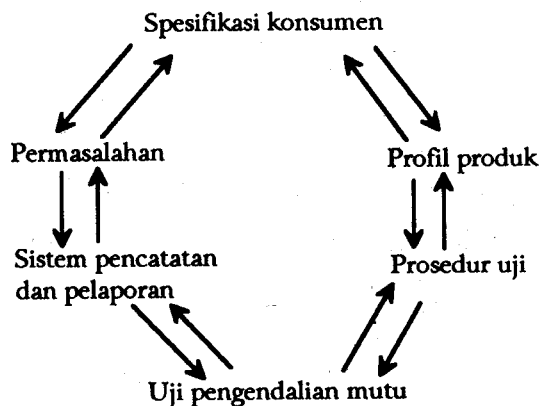 Spesifikasi konsumen
Permasalahan
Profil produk
Sistem pencatatan
dan pelaporan
Prosedur uji
Uji pengendalian mutu